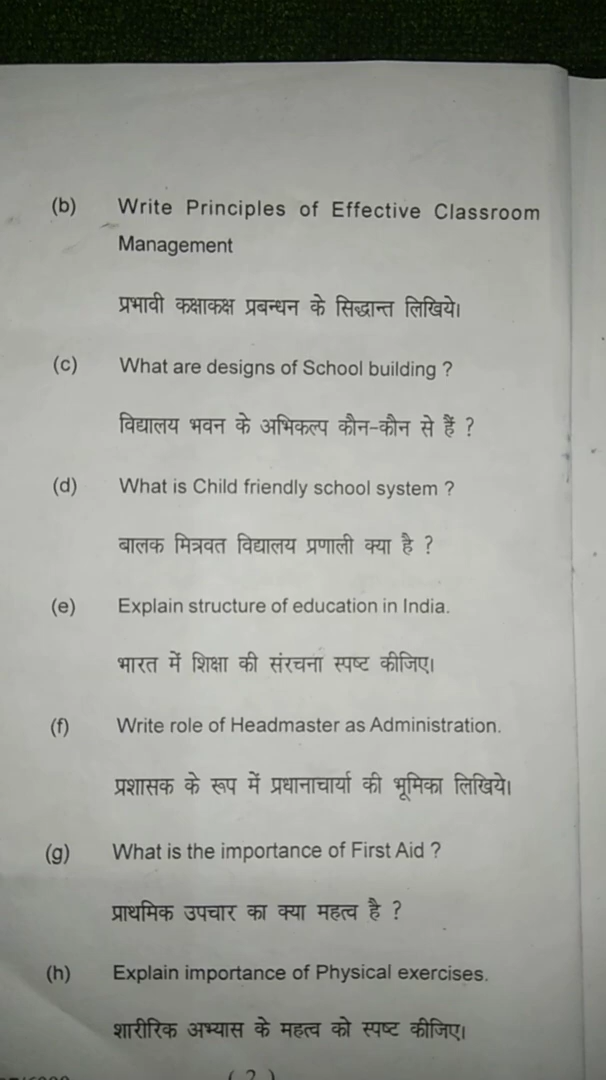 (b) Write Principles of Effective Classroom
Management
प्रभावी कक्षाकक्ष प्रबन्धन के सिद्धान्त लिखिये।
(c) What are designs of School building ?
विद्यालय भवन के अभिकल्प कौन-कौन से हैं ?
(d) What is Child friendly school system ?
बालक मित्रवत विद्यालय प्रणाली क्या है ?
(e) Explain structure of education in India.
भारत में शिक्षा की संरचना स्पष्ट कीजिए।
(f) Write role of Headmaster as Administration.
प्रशासक के रूप में प्रधानाचार्या की भूमिका लिखिये।
(g) What is the importance of First Aid ?
प्राथमिक उपचार का क्या महत्व है ?
(h) Explain importance of Physical exercises.
शारीरिक अभ्यास के महत्व को स्पष्ट कीजिए।
( 2 )